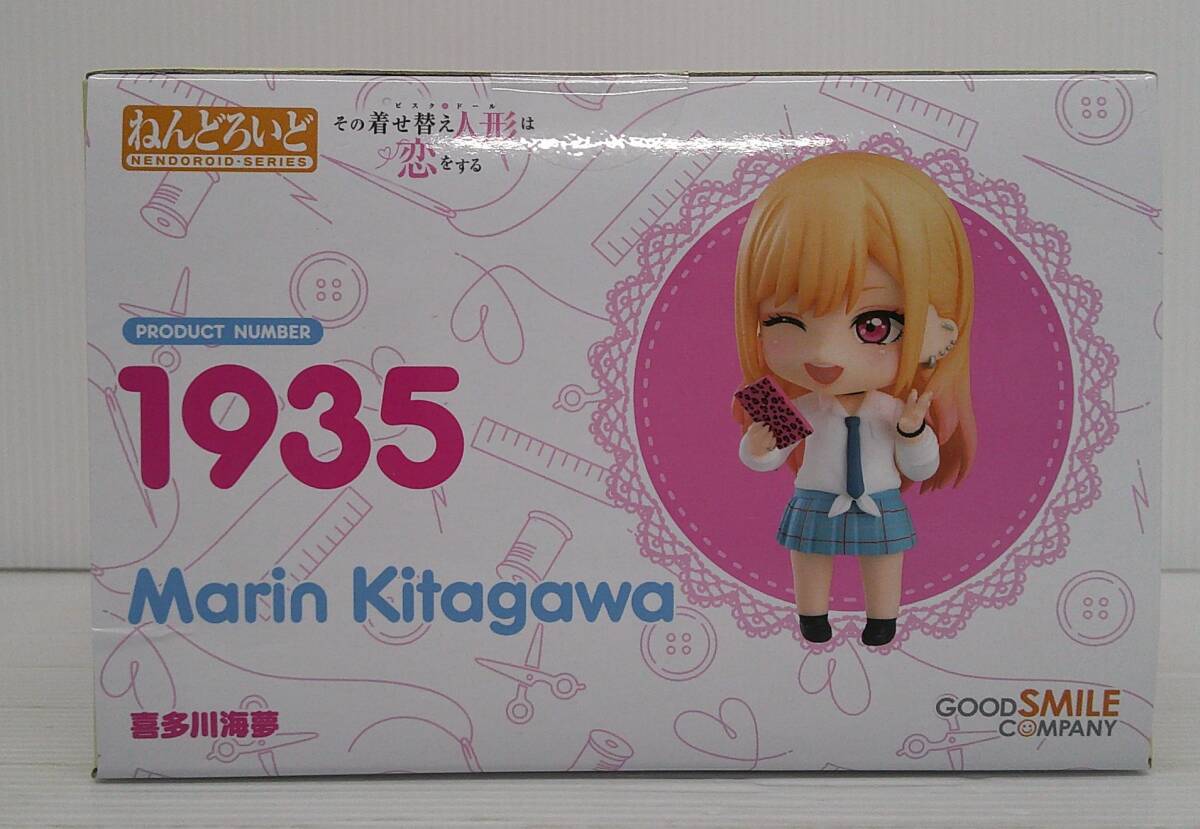 ねんどろいど
NENDOROID・SERIES
ビスク・ドール
その着せ替え人形は
恋をする
PRODUCT NUMBER
1935
Marin Kitagawa
喜多川海夢
GOOD SMILE
COMPANY